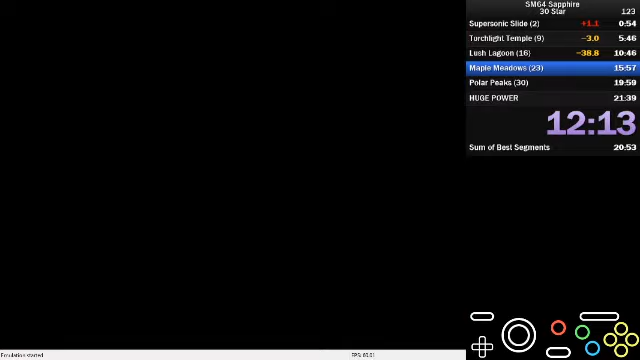 SMG4 Sapphire
30 Star 123
Supersonic Slide (2) +1.1 0:54
Torchlight Temple (9) −3.0 5:46
Lush Lagoon (16) −38.8 10:46
Maple Meadows (23) 15:57
Polar Peaks (30) 19:59
HUGE POWER 21:39
12:13
Sum of Best Segments 20:53
Emulation started